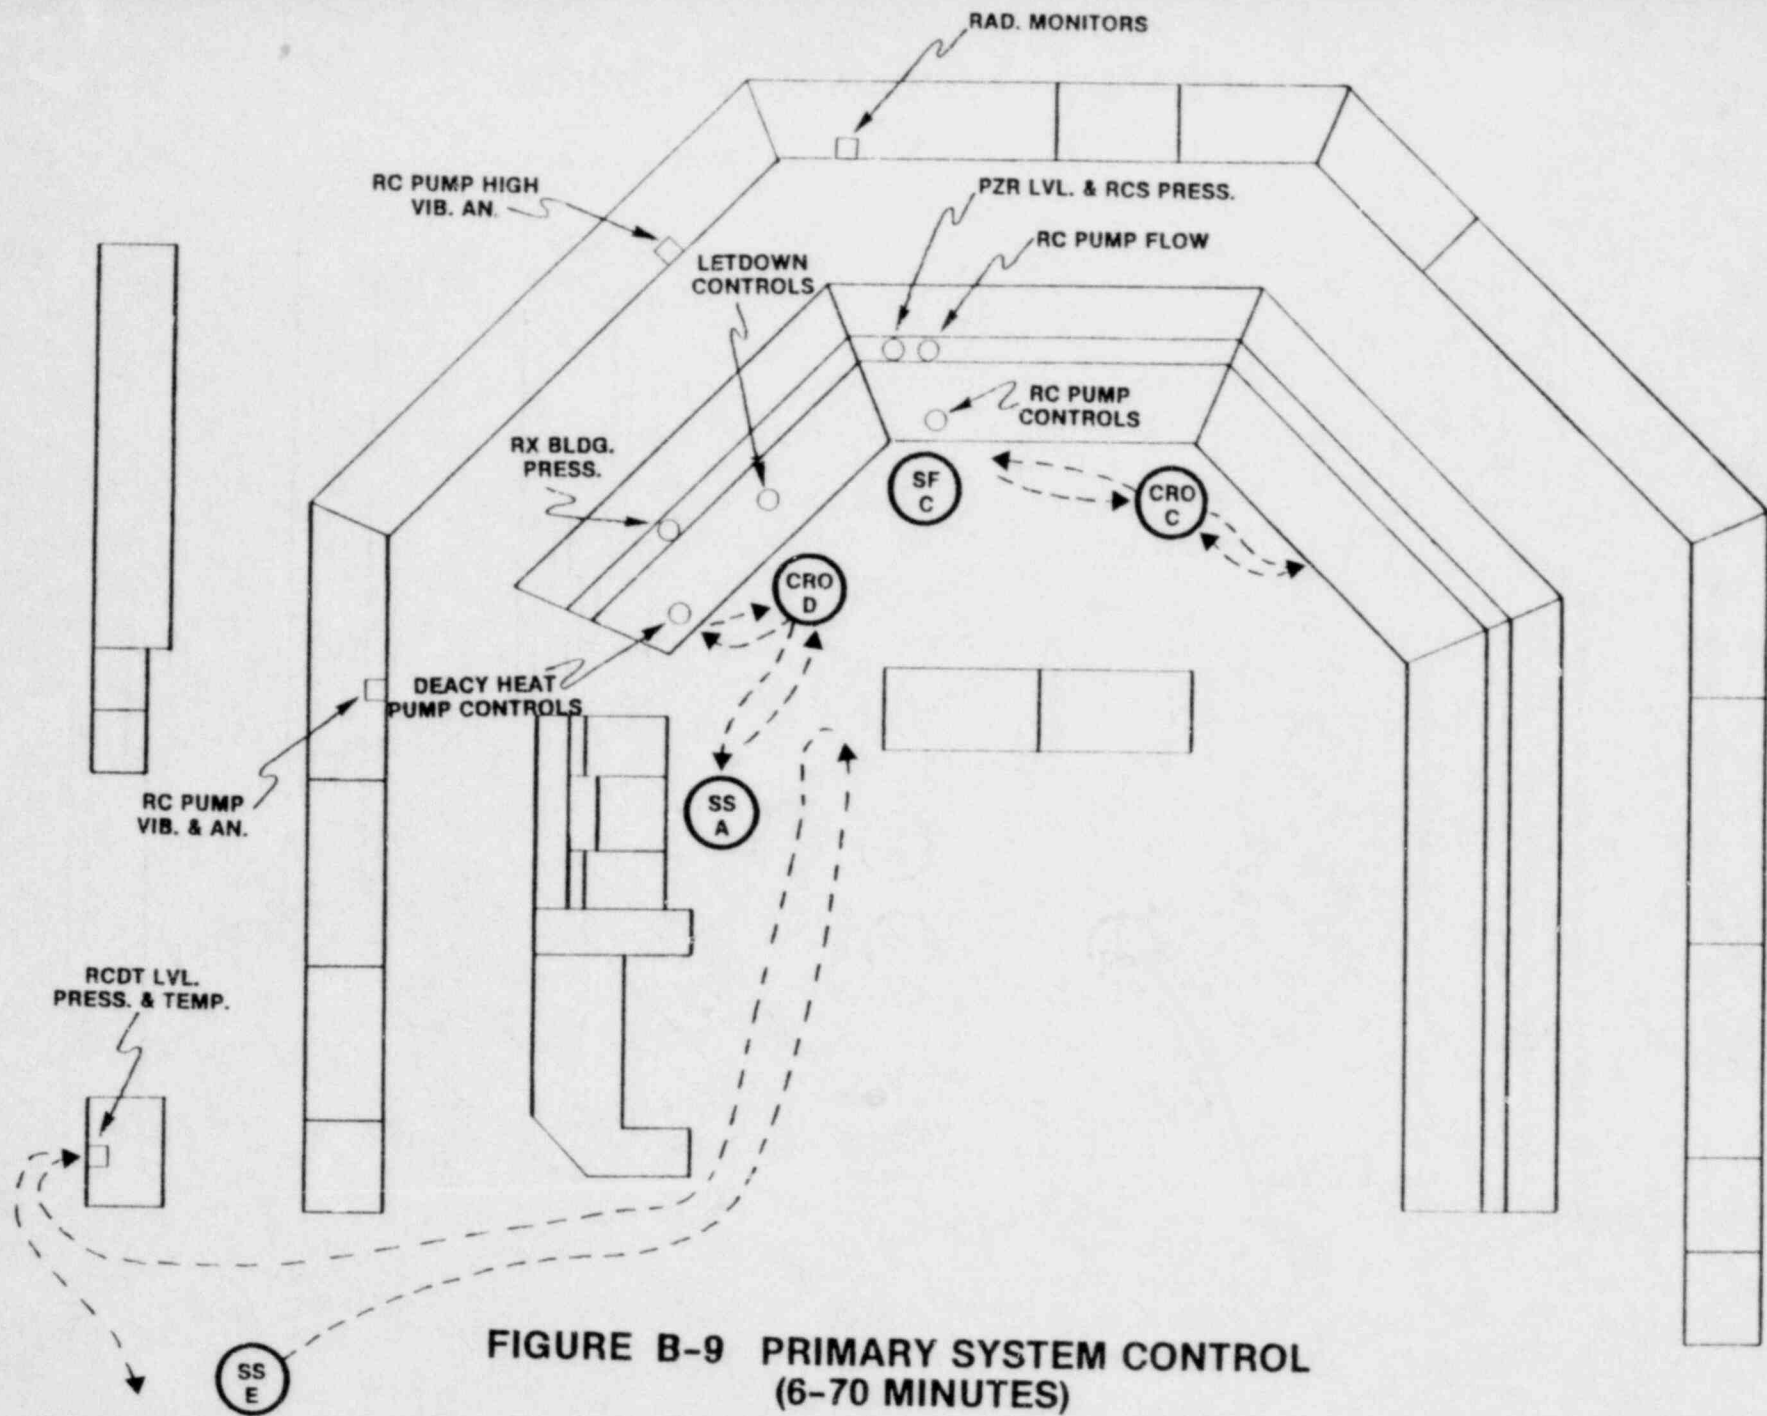 RAD. MONITORS
RC PUMP HIGH
VIB. AN.
PZR LVL. & RCS PRESS.
RC PUMP FLOW
LETDOWN
CONTROLS
RC PUMP
CONTROLS
RX BLDG.
PRESS.
SF
C
CRO
C
CRO
D
DEACY HEAT
PUMP CONTROLS
SS
A
RC PUMP
VIB. & AN.
RCDT LVL.
PRESS. & TEMP.
SS
E
FIGURE B-9 PRIMARY SYSTEM CONTROL
(6-70 MINUTES)